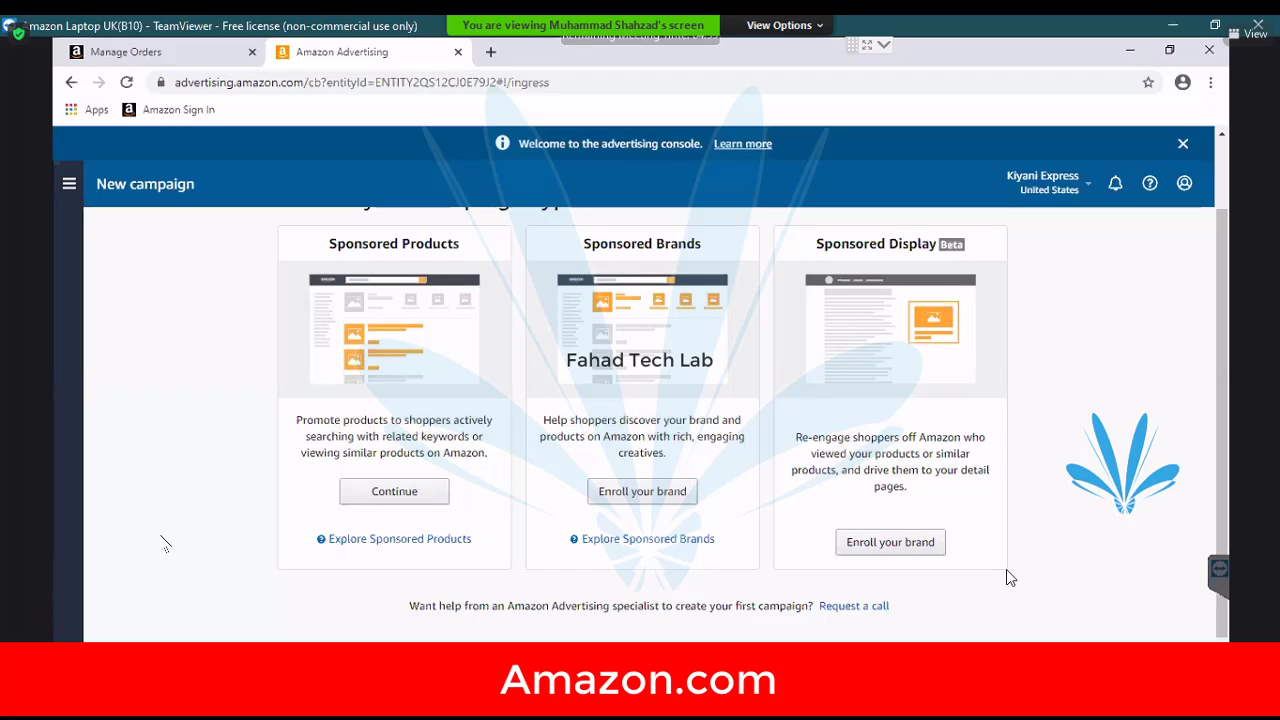 Amazon Laptop UK(B10) - TeamViewer - Free license (non-commercial use only)
You are viewing Muhammad Shahzad's screen
View Options
View
Manage Orders
Amazon Advertising
advertising.amazon.com/cb?entityId=ENTITY2QS12CJ0E79J2#!/ingress
Apps
Amazon Sign In
Welcome to the advertising console. Learn more
New campaign
Kiyani Express
United States
Sponsored Products
Sponsored Brands
Sponsored Display Beta
Fahad Tech Lab
Promote products to shoppers actively
searching with related keywords or
viewing similar products on Amazon.
Continue
Explore Sponsored Products
Help shoppers discover your brand and
products on Amazon with rich, engaging
creatives.
Enroll your brand
Explore Sponsored Brands
Re-engage shoppers off Amazon who
viewed your products or similar
products, and drive them to your detail
pages.
Enroll your brand
Want help from an Amazon Advertising specialist to create your first campaign? Request a call
Amazon.com